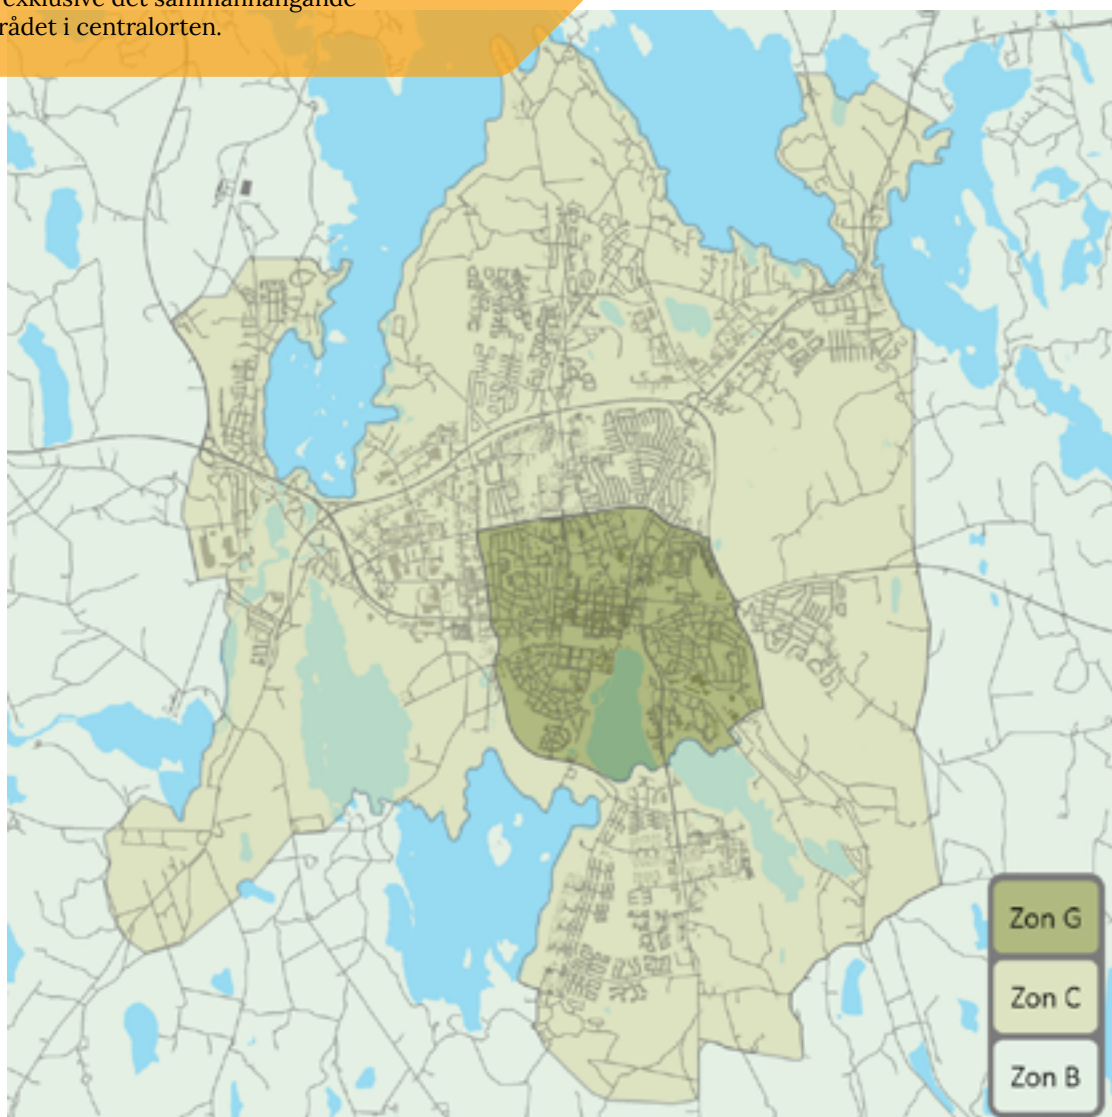 exklusive det sammanhängande
rådet i centralorten.
Zon G
Zon C
Zon B